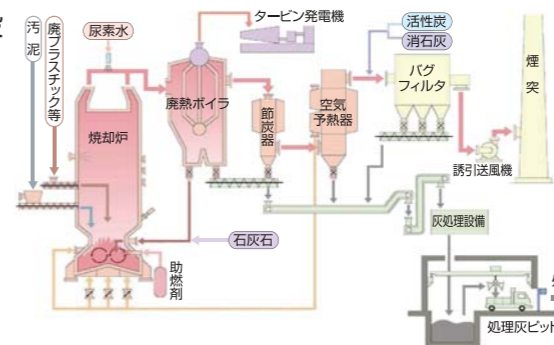 汚泥
廃プラスチック等
尿素水
タービン発電機
活性炭
消石灰
焼却炉
廃熱ボイラ
節炭器
空気予熱器
バグ
フィルタ
煙突
誘引送風機
石灰石
助燃剤
灰処理設備
処理灰ピット